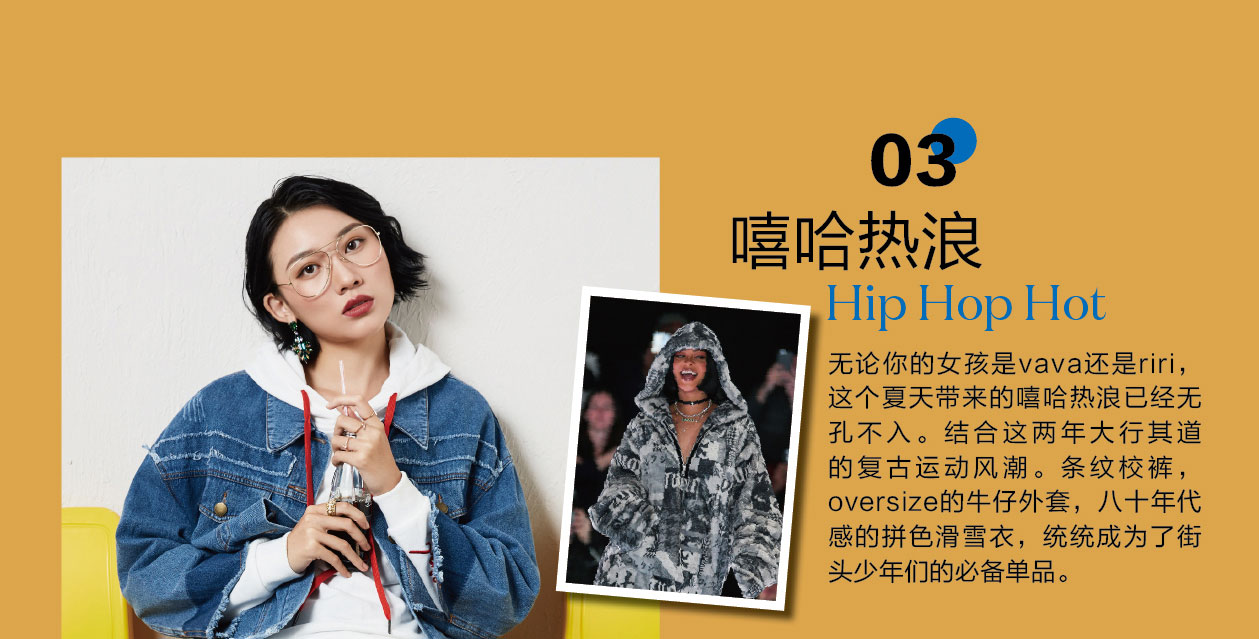 03
嘻哈热浪
Hip Hop Hot
无论你的女孩是vava还是riri，
这个夏天带来的嘻哈热浪已经无
孔不入。结合这两年大行其道
的复古运动风潮。条纹校裤，
oversize的牛仔外套，八十年代
感的拼色滑雪衣，统统成为了街
头少年们的必备单品。